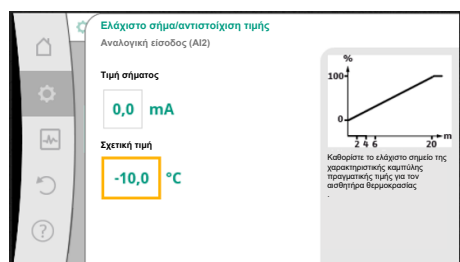 Ελάχιστο σήμα/αντιστοίχιση τιμής
Αναλογική είσοδος (AI2)
Τιμή σήματος
0,0 mA
Σχετική τιμή
-10,0 °C
%
100
0
2 4 6 20
m
Καθορίστε το ελάχιστο σημείο της
χαρακτηριστικής καμπύλης
πραγματικής τιμής για τον
αισθητήρα θερμοκρασίας
.